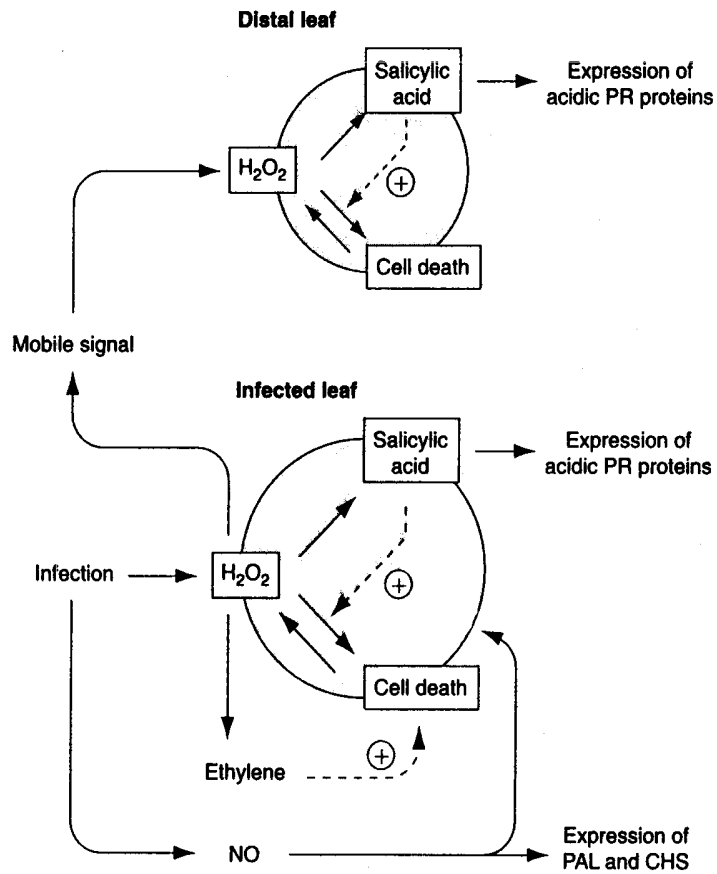 Distal leaf
Salicylic
acid
Expression of
acidic PR proteins
H₂O₂
+
Cell death
Mobile signal
Infected leaf
Salicylic
acid
Expression of
acidic PR proteins
Infection
H₂O₂
+
Cell death
+
Ethylene
NO
Expression of
PAL and CHS